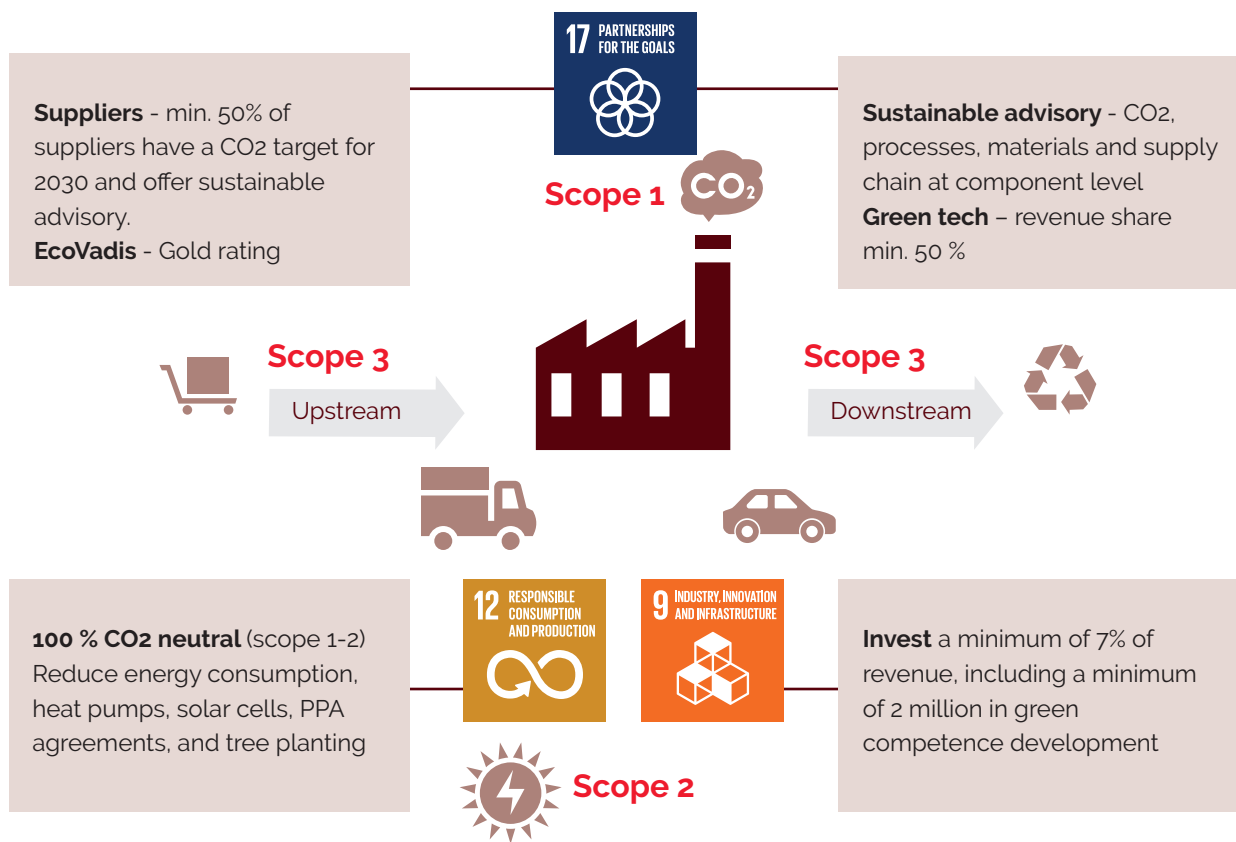 17 PARTNERSHIPS
FOR THE GOALS
Suppliers - min. 50% of
suppliers have a CO2 target for
2030 and offer sustainable
advisory.
EcoVadis - Gold rating
Sustainable advisory - CO2,
processes, materials and supply
chain at component level
Green tech – revenue share
min. 50 %
Scope 1
CO2
Scope 3
Upstream
Scope 3
Downstream
12 RESPONSIBLE
CONSUMPTION
AND PRODUCTION
9 INDUSTRY, INNOVATION
AND INFRASTRUCTURE
100 % CO2 neutral (scope 1-2)
Reduce energy consumption,
heat pumps, solar cells, PPA
agreements, and tree planting
Invest a minimum of 7% of
revenue, including a minimum
of 2 million in green
competence development
Scope 2